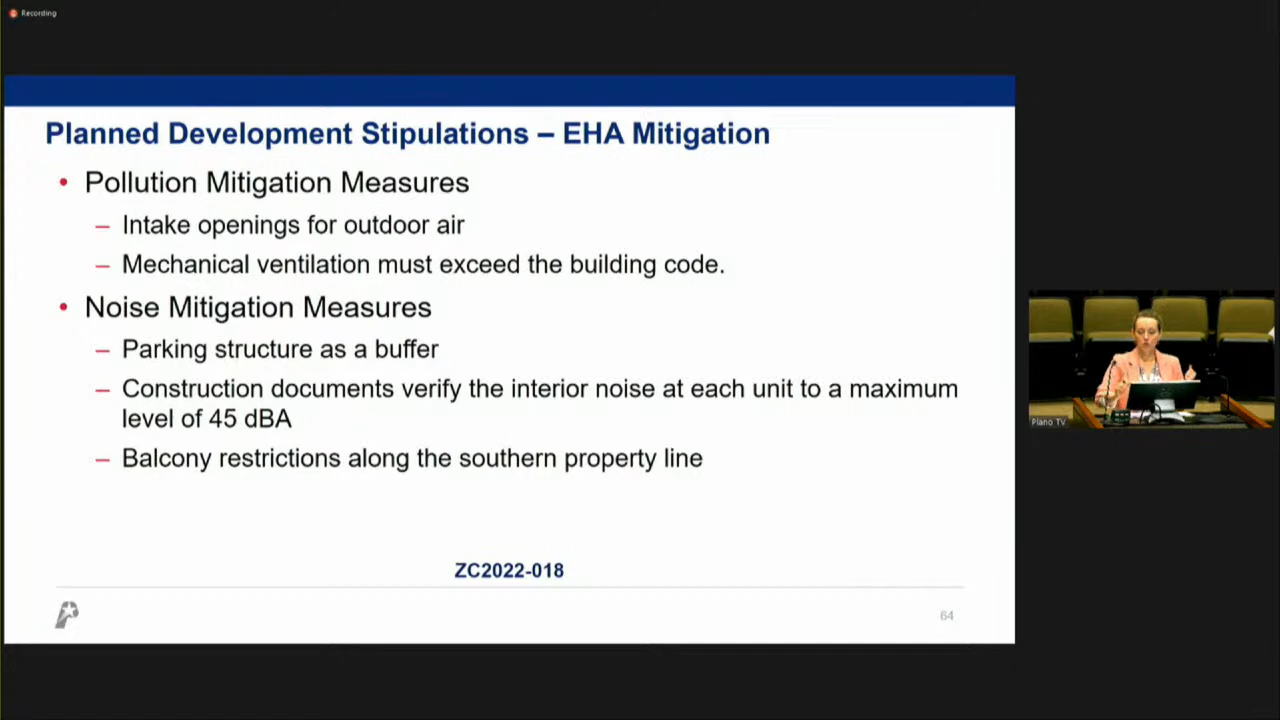 Recording
Planned Development Stipulations – EHA Mitigation
• Pollution Mitigation Measures
– Intake openings for outdoor air
– Mechanical ventilation must exceed the building code.
• Noise Mitigation Measures
– Parking structure as a buffer
– Construction documents verify the interior noise at each unit to a maximum
level of 45 dBA
– Balcony restrictions along the southern property line
ZC2022-018
64
Plano TV